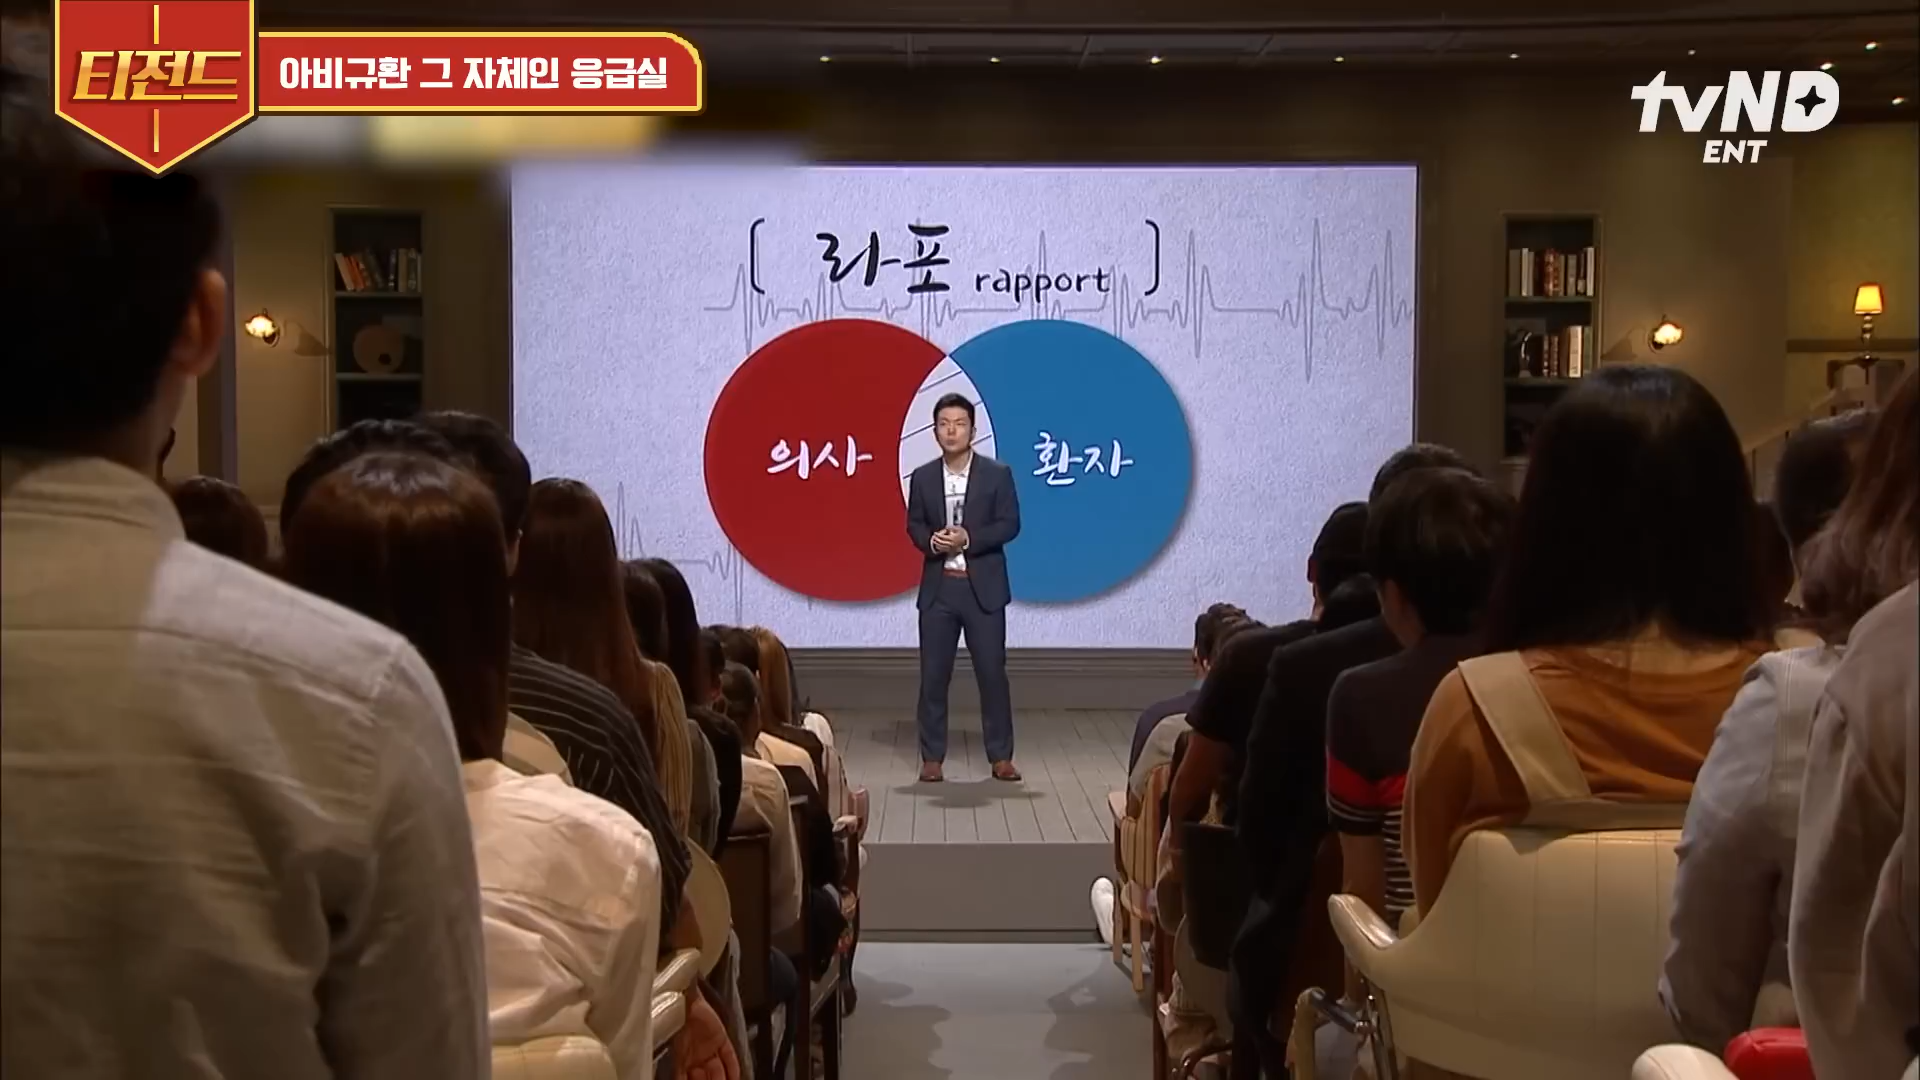 티전드
아비규환 그 자체인 응급실
tvND
ENT
[ 라포 rapport ]
의사
환자